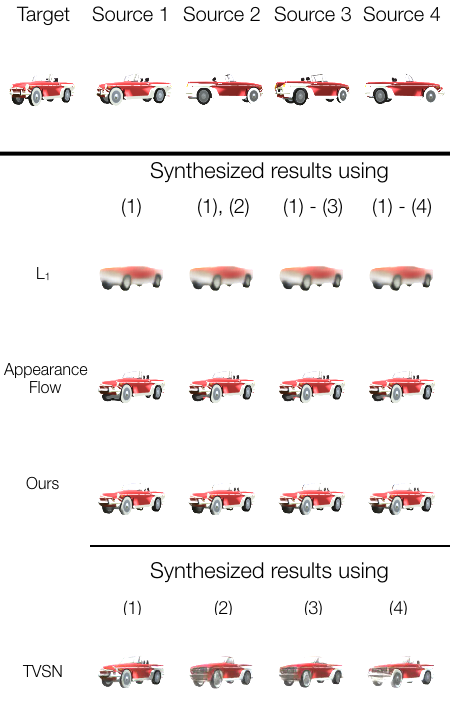 Target Source 1 Source 2 Source 3 Source 4
Synthesized results using
(1) (1), (2) (1) - (3) (1) - (4)
L₁
Appearance
Flow
Ours
Synthesized results using
(1) (2) (3) (4)
TVSN